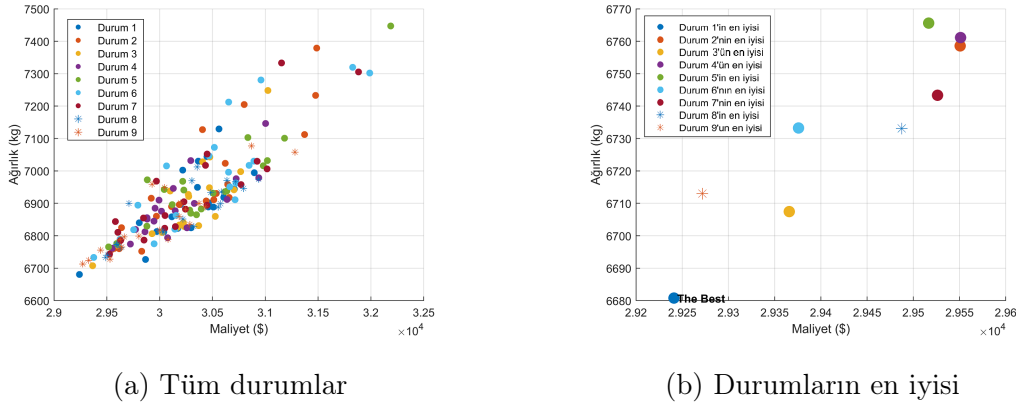 7500
7400
7300
7200
7100
7000
6900
6800
6700
6600
Ağırlık (kg)
Durum 1
Durum 2
Durum 3
Durum 4
Durum 5
Durum 6
Durum 7
Durum 8
Durum 9
2.9 2.95 3 3.05 3.1 3.15 3.2 3.25
Maliyet ($)
×10⁴
(a) Tüm durumlar
6770
6760
6750
6740
6730
6720
6710
6700
6690
6680
Ağırlık (kg)
Durum 1'in en iyisi
Durum 2'nin en iyisi
Durum 3'ün en iyisi
Durum 4'ün en iyisi
Durum 5'in en iyisi
Durum 6'nın en iyisi
Durum 7'nin en iyisi
Durum 8'in en iyisi
Durum 9'un en iyisi
The Best
2.92 2.925 2.93 2.935 2.94 2.945 2.95 2.955 2.96
Maliyet ($)
×10⁴
(b) Durumların en iyisi